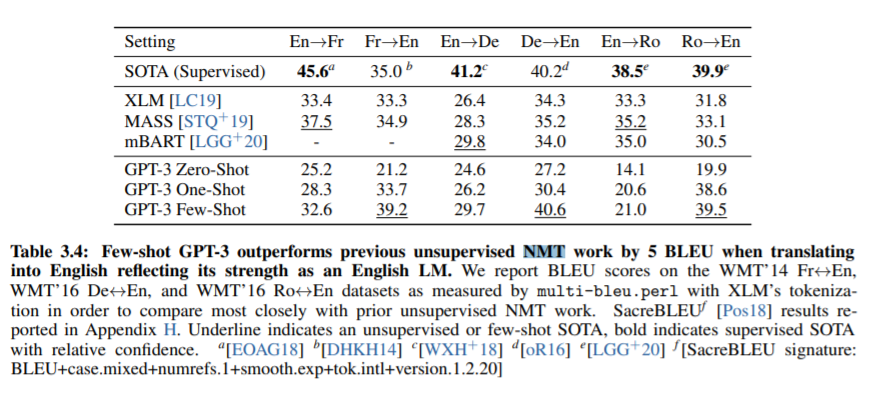 Setting En→Fr Fr→En En→De De→En En→Ro Ro→En
SOTA (Supervised) 45.6ᵃ 35.0 ᵇ 41.2ᶜ 40.2ᵈ 38.5ᵉ 39.9ᵉ
XLM [LC19] 33.4 33.3 26.4 34.3 33.3 31.8
MASS [STQ⁺19] 37.5 34.9 28.3 35.2 35.2 33.1
mBART [LGG⁺20] - - 29.8 34.0 35.0 30.5
GPT-3 Zero-Shot 25.2 21.2 24.6 27.2 14.1 19.9
GPT-3 One-Shot 28.3 33.7 26.2 30.4 20.6 38.6
GPT-3 Few-Shot 32.6 39.2 29.7 40.6 21.0 39.5
Table 3.4: Few-shot GPT-3 outperforms previous unsupervised NMT work by 5 BLEU when translating
into English reflecting its strength as an English LM. We report BLEU scores on the WMT'14 Fr↔En,
WMT'16 De↔En, and WMT'16 Ro↔En datasets as measured by multi-bleu.perl with XLM's tokeniza-
tion in order to compare most closely with prior unsupervised NMT work. SacreBLEUᶠ [Pos18] results re-
ported in Appendix H. Underline indicates an unsupervised or few-shot SOTA, bold indicates supervised SOTA
with relative confidence. ᵃ[EOAG18] ᵇ[DHKH14] ᶜ[WXH⁺18] ᵈ[oR16] ᵉ[LGG⁺20] ᶠ[SacreBLEU signature:
BLEU+case.mixed+numrefs.1+smooth.exp+tok.intl+version.1.2.20]